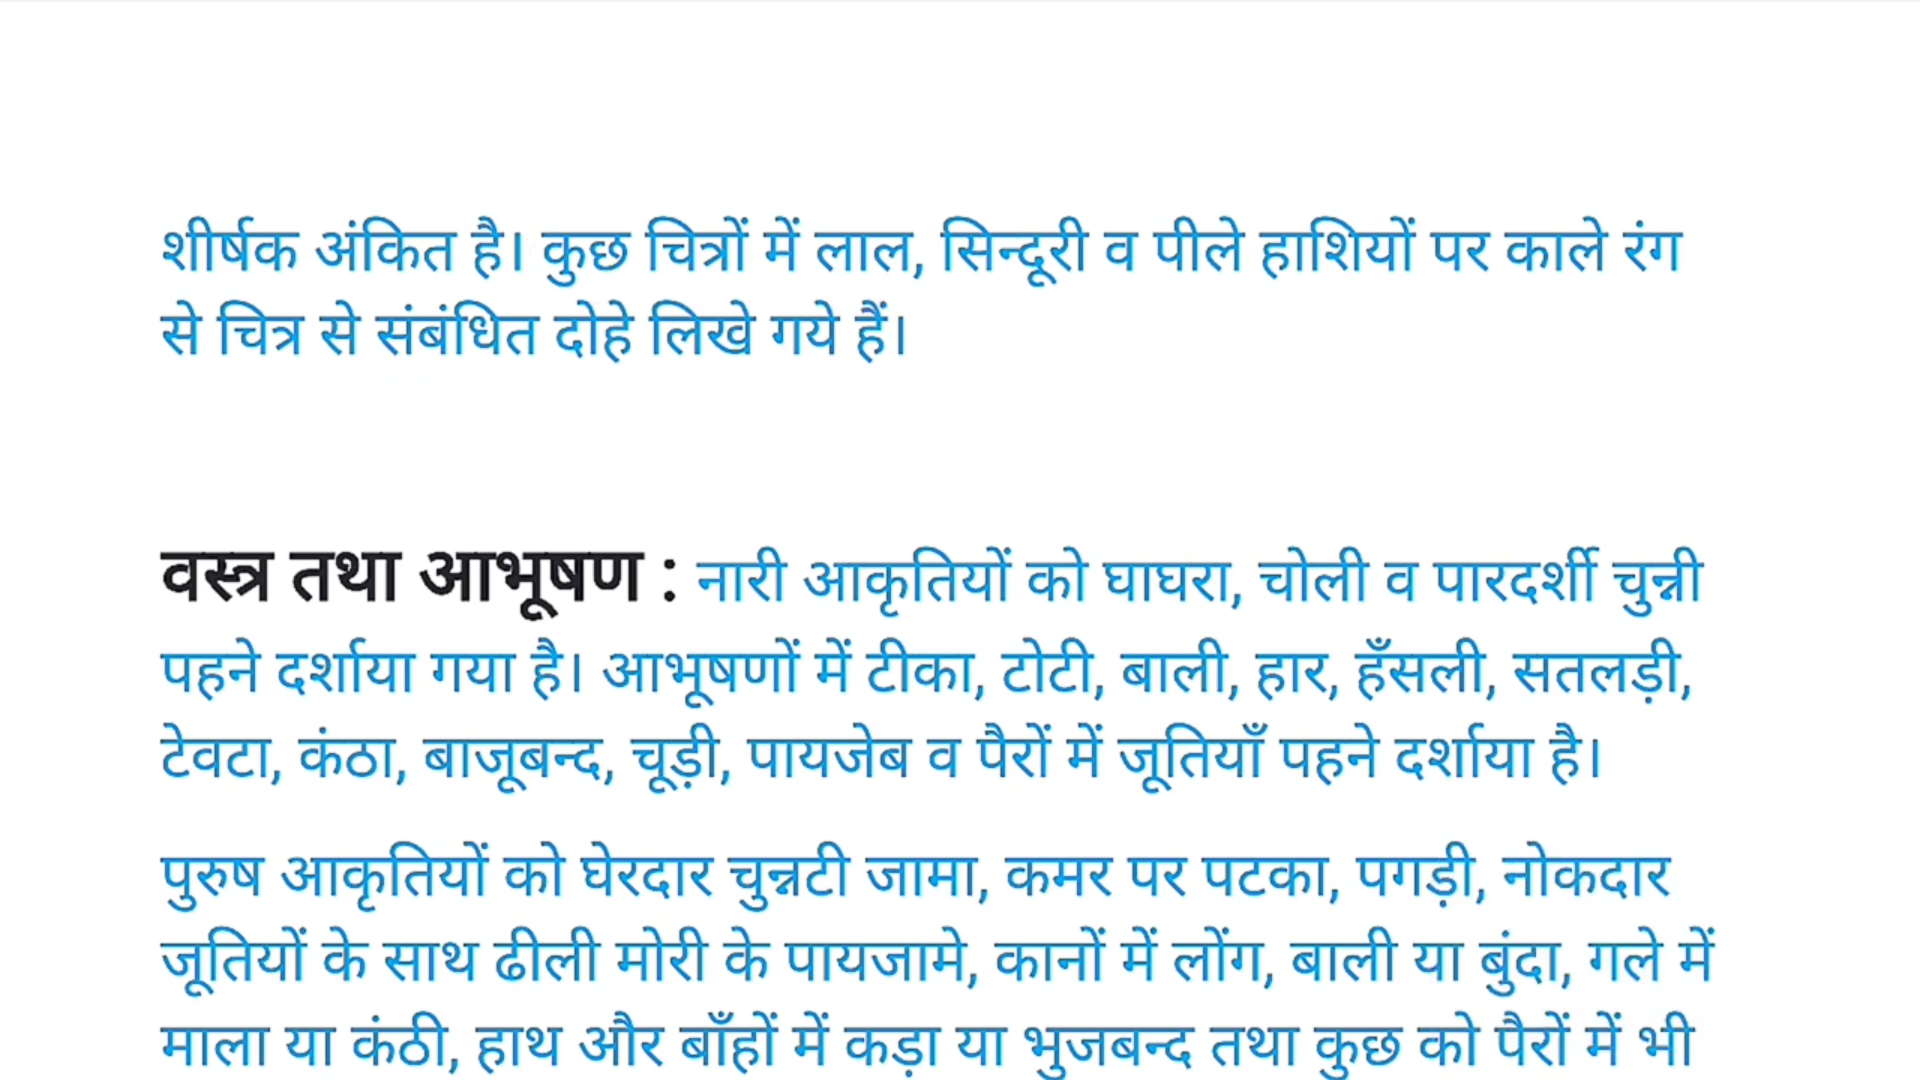 शीर्षक अंकित है। कुछ चित्रों में लाल, सिन्दूरी व पीले हाशियों पर काले रंग
से चित्र से संबंधित दोहे लिखे गये हैं।
वस्त्र तथा आभूषण : नारी आकृतियों को घाघरा, चोली व पारदर्शी चुन्नी
पहने दर्शाया गया है। आभूषणों में टीका, टोटी, बाली, हार, हँसली, सतलड़ी,
टेवटा, कंठा, बाजूबन्द, चूड़ी, पायजेब व पैरों में जूतियाँ पहने दर्शाया है।
पुरुष आकृतियों को घेरदार चुन्नटी जामा, कमर पर पटका, पगड़ी, नोकदार
जूतियों के साथ ढीली मोरी के पायजामे, कानों में लोंग, बाली या बुंदा, गले में
माला या कंठी, हाथ और बाँहों में कड़ा या भुजबन्द तथा कुछ को पैरों में भी